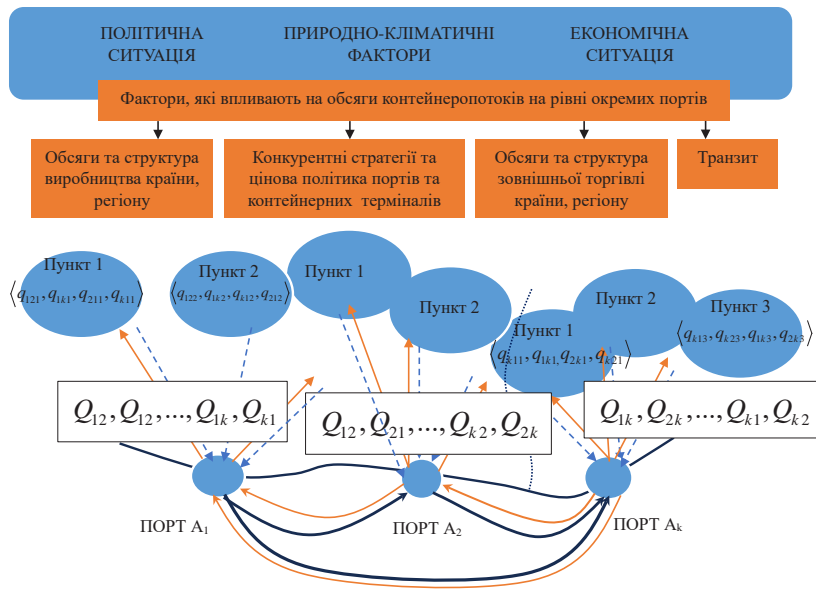 ПОЛІТИЧНА СИТУАЦІЯ
ПРИРОДНО-КЛІМАТИЧНІ ФАКТОРИ
ЕКОНОМІЧНА СИТУАЦІЯ
Фактори, які впливають на обсяги контейнеропотоків на рівні окремих портів
Обсяги та структура
виробництва країни,
регіону
Конкурентні стратегії та
цінова політика портів та
контейнерних терміналів
Обсяги та структура
зовнішньої торгівлі
країни, регіону
Транзит
Пункт 1
⟨q₁₂₁, q₁ₖ₁, q₂₁₁, qₖ₁₁⟩
Пункт 2
⟨q₁₂₂, q₁ₖ₂, qₖ₁₂, q₂₁₂⟩
Пункт 1
Пункт 2
Пункт 1
⟨qₖ₁₁, q₁ₖ₁, q₂ₖ₁, qₖ₂₁⟩
Пункт 2
Пункт 3
⟨qₖ₁₃, qₖ₂₃, q₁ₖ₃, q₂ₖ₃⟩
Q₁₂, Q₁₂, ..., Q₁ₖ, Qₖ₁
Q₁₂, Q₂₁, ..., Qₖ₂, Q₂ₖ
Q₁ₖ, Q₂ₖ, ..., Qₖ₁, Qₖ₂
ПОРТ А₁
ПОРТ А₂
ПОРТ Аₖ